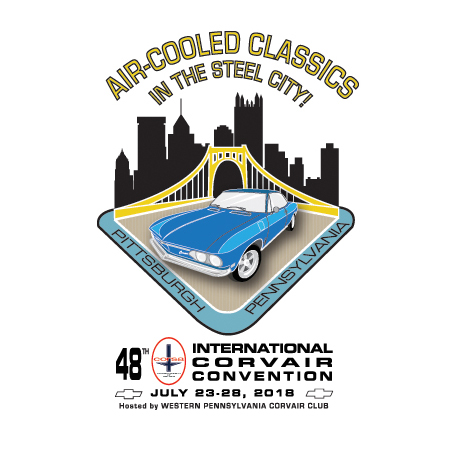 AIR-COOLED CLASSICS
IN THE STEEL CITY!
PITTSBURGH
PENNSYLVANIA
48TH
CORSA
INTERNATIONAL
CORVAIR
CONVENTION
JULY 23-28, 2018
Hosted by WESTERN PENNSYLVANIA CORVAIR CLUB